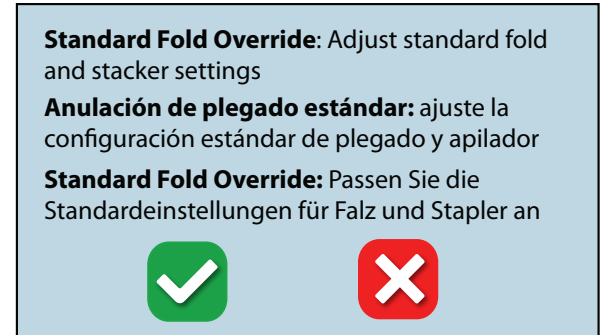 Standard Fold Override: Adjust standard fold
and stacker settings
Anulación de plegado estándar: ajuste la
configuración estándar de plegado y apilador
Standard Fold Override: Passen Sie die
Standardeinstellungen für Falz und Stapler an